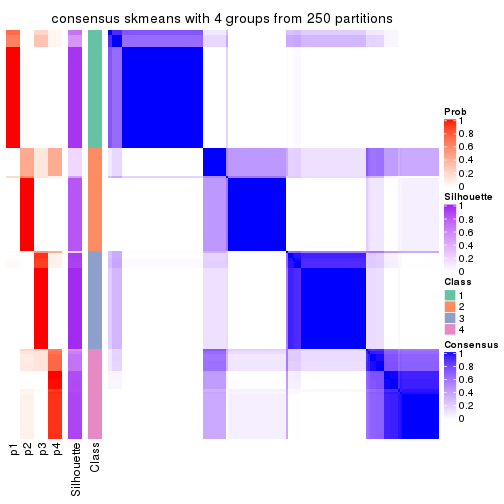 consensus skmeans with 4 groups from 250 partitions
Prob
1
0.8
0.6
0.4
0.2
0
Silhouette
1
0.8
0.6
0.4
0.2
0
Class
1
2
3
4
Consensus
1
0.8
0.6
0.4
0.2
0
p1
p2
p3
p4
Silhouette
Class